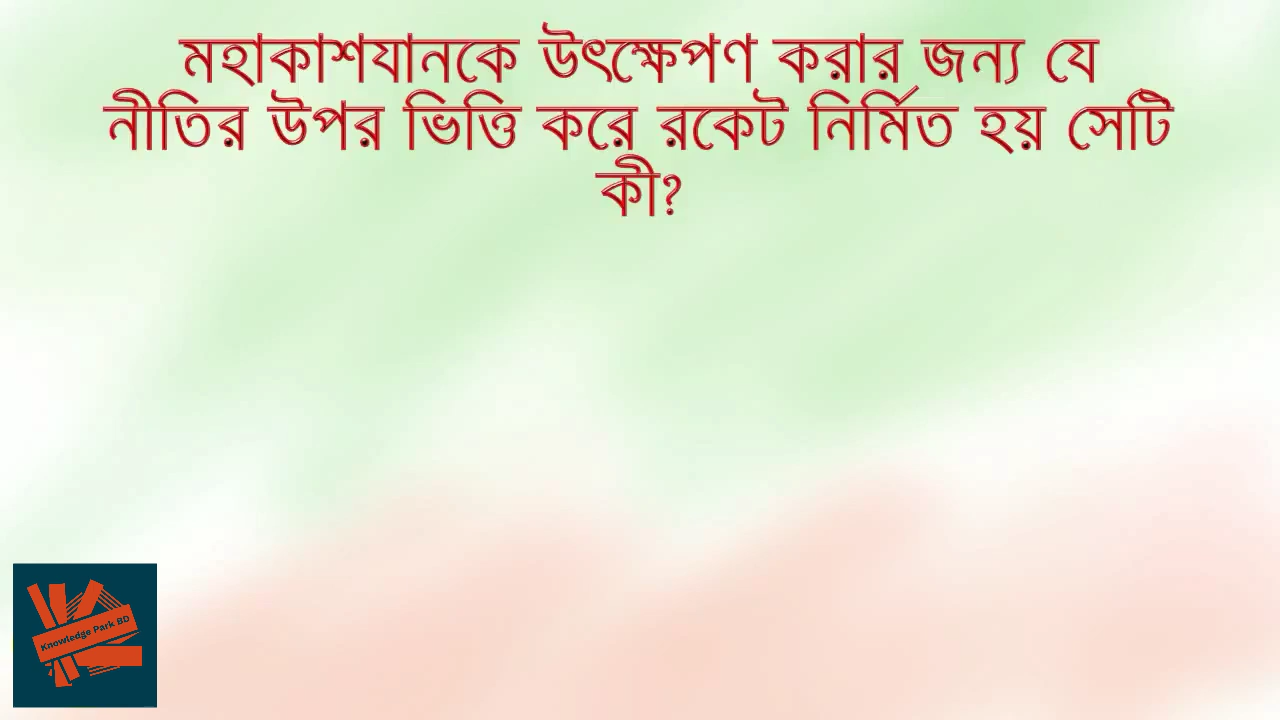 মহাকাশযানকে উৎক্ষেপণ করার জন্য যে
নীতির উপর ভিত্তি করে রকেট নির্মিত হয় সেটি
কী?
Knowledge Park BD